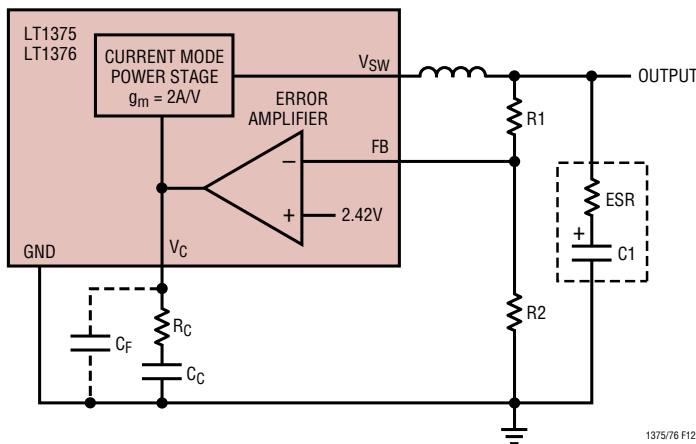 LT1375
LT1376
CURRENT MODE
POWER STAGE
gm = 2A/V
VSW
OUTPUT
ERROR
AMPLIFIER
R1
FB
–
+
2.42V
ESR
+
C1
GND
VC
R2
RC
CF
CC
1375/76 F12